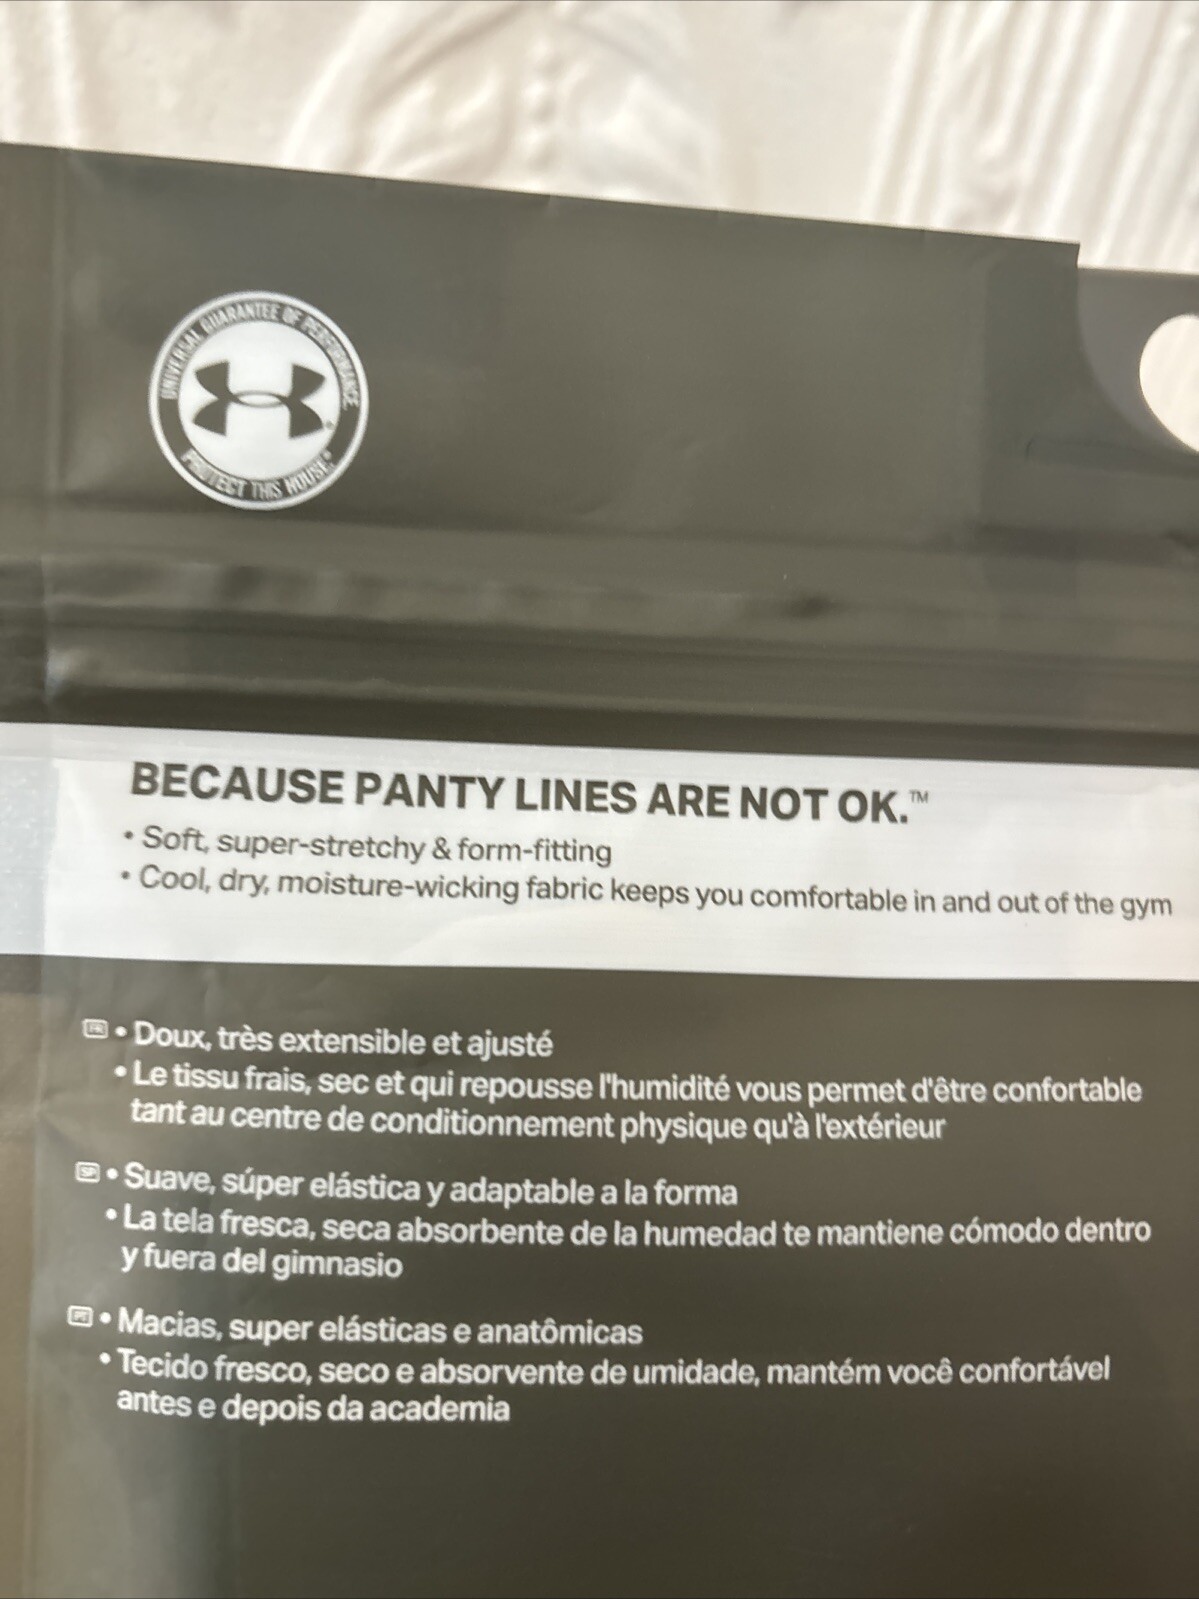 UNIVERSAL GUARANTEE OF PERFORMANCE.
PROTECT THIS HOUSE®
BECAUSE PANTY LINES ARE NOT OK.™
• Soft, super-stretchy & form-fitting
• Cool, dry, moisture-wicking fabric keeps you comfortable in and out of the gym
FR • Doux, très extensible et ajusté
• Le tissu frais, sec et qui repousse l'humidité vous permet d'être confortable
tant au centre de conditionnement physique qu'à l'extérieur
SP • Suave, súper elástica y adaptable a la forma
• La tela fresca, seca absorbente de la humedad te mantiene cómodo dentro
y fuera del gimnasio
PT • Macias, super elásticas e anatômicas
• Tecido fresco, seco e absorvente de umidade, mantém você confortável
antes e depois da academia